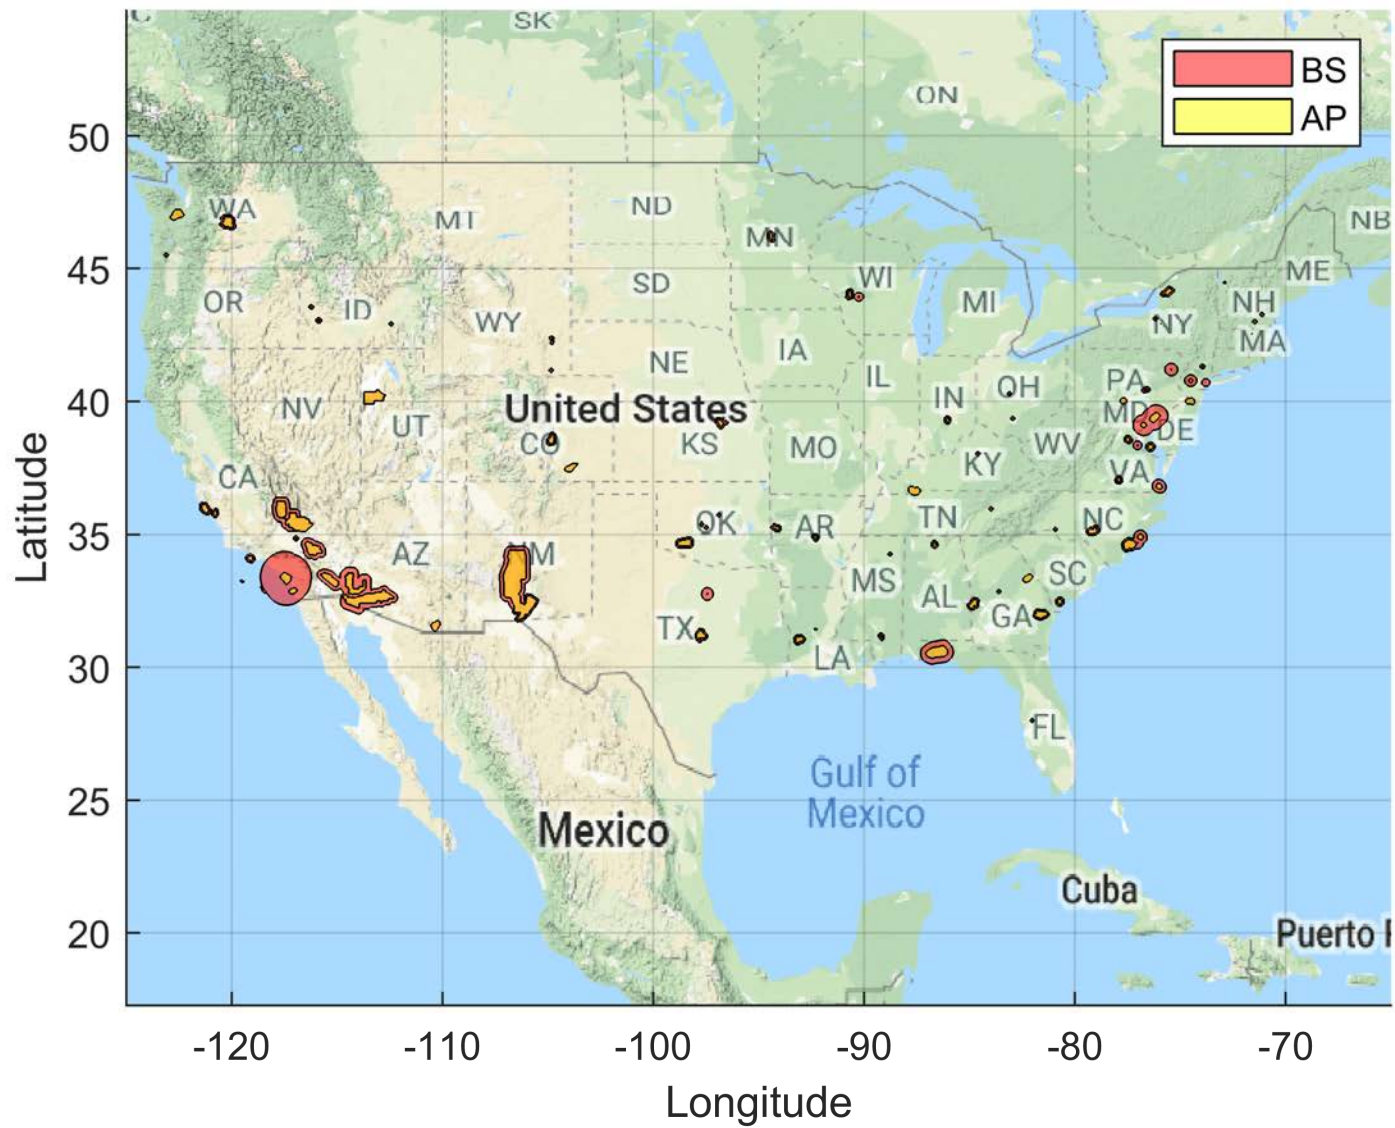 SK
BS
AP
ON
50
WA
MT
ND
MN
NB
45
OR
ID
WY
SD
WI
MI
ME
NH
NY
MA
NE
IA
IL
IN
OH
PA
40
NV
UT
United States
CO
KS
MO
KY
WV
MD
DE
VA
CA
35
AZ
NM
OK
AR
TN
NC
MS
AL
GA
SC
TX
LA
30
FL
25
Gulf of
Mexico
Mexico
Cuba
20
Puerto
Latitude
-120
-110
-100
-90
-80
-70
Longitude